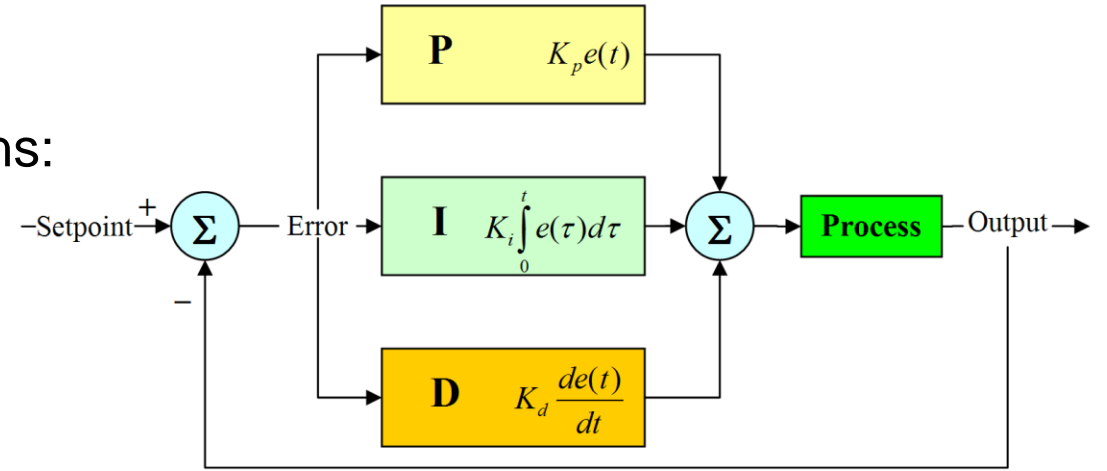 P K_p e(t)
ns:
+
–Setpoint Σ Error I K_i ∫_0^t e(τ)dτ Σ Process Output
–
D K_d de(t)/dt